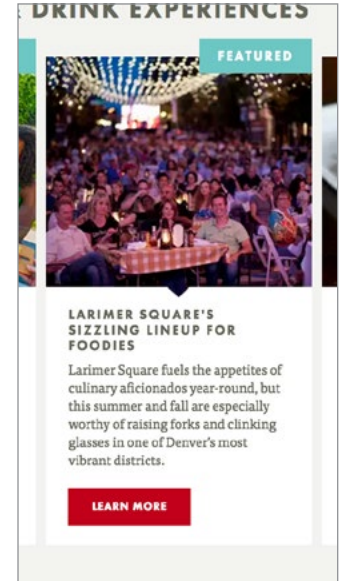 & DRINK EXPERIENCES
FEATURED
LARIMER SQUARE'S
SIZZLING LINEUP FOR
FOODIES
Larimer Square fuels the appetites of
culinary aficionados year-round, but
this summer and fall are especially
worthy of raising forks and clinking
glasses in one of Denver’s most
vibrant districts.
LEARN MORE